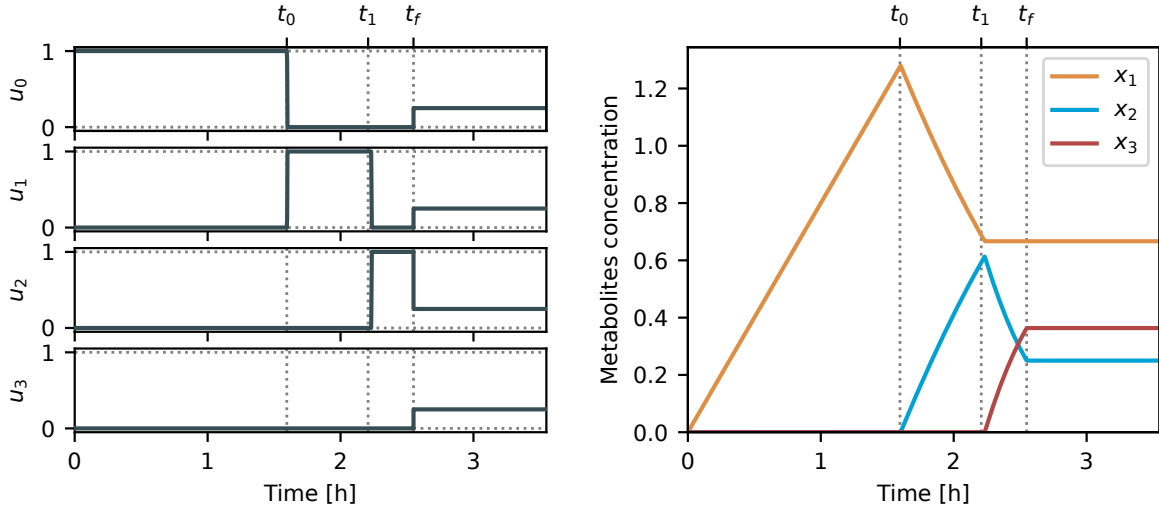 t0 t1 tf
1
0
u0
1
0
u1
1
0
u2
1
0
u3
0 1 2 3
Time [h]
t0 t1 tf
1.2
1.0
0.8
0.6
0.4
0.2
0.0
Metabolites concentration
x1
x2
x3
0 1 2 3
Time [h]